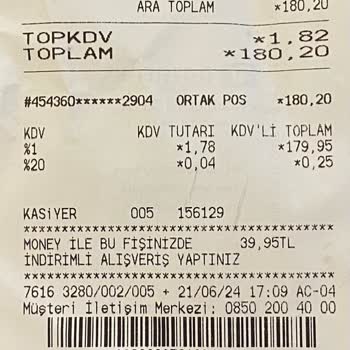 ARA TOPLAM *180,20
TOPKDV *1,82
TOPLAM *180,20
#454360******2904 ORTAK POS *180,20
KDV KDV TUTARI KDV'Lİ TOPLAM
%1 *1,78 *179,95
%20 *0,04 *0,25
KASİYER 005 156129
****************************************
MONEY İLE BU FİŞİNİZDE 39,95TL
İNDİRİMLİ ALIŞVERİŞ YAPTINIZ
****************************************
7616 3280/002/005 + 21/06/24 17:09 AC-04
Müşteri İletişim Merkezi: 0850 200 40 00